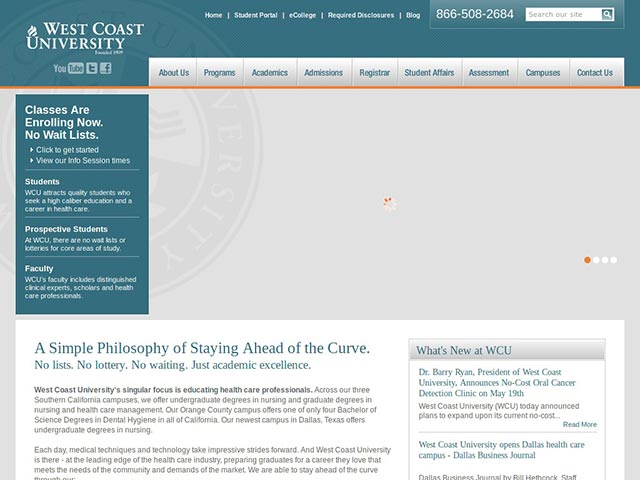 Home | Student Portal | eCollege | Required Disclosures | Blog
866-508-2684
Search our site
WEST COAST
UNIVERSITY
Founded 1909
You Tube
About Us Programs Academics Admissions Registrar Student Affairs Assessment Campuses Contact Us
Classes Are
Enrolling Now.
No Wait Lists.
Click to get started
View our Info Session times
Students
WCU attracts quality students who
seek a high caliber education and a
career in health care.
Prospective Students
At WCU, there are no wait lists or
lotteries for core areas of study.
Faculty
WCU's faculty includes distinguished
clinical experts, scholars and health
care professionals.
A Simple Philosophy of Staying Ahead of the Curve.
No lists. No lottery. No waiting. Just academic excellence.
West Coast University's singular focus is educating health care professionals. Across our three
Southern California campuses, we offer undergraduate degrees in nursing and graduate degrees in
nursing and health care management. Our Orange County campus offers one of only four Bachelor of
Science Degrees in Dental Hygiene in all of California. Our newest campus in Dallas, Texas offers
undergraduate degrees in nursing.
Each day, medical techniques and technology take impressive strides forward. And West Coast University
is there - at the leading edge of the health care industry, preparing graduates for a career they love that
meets the needs of the community and demands of the market. We are able to stay ahead of the curve
through our:
What's New at WCU
Dr. Barry Ryan, President of West Coast
University, Announces No-Cost Oral Cancer
Detection Clinic on May 19th
West Coast University (WCU) today announced
plans to expand upon its current no-cost...
Read More
West Coast University opens Dallas health care
campus - Dallas Business Journal
Dallas Business Journal by Bill Hethcock, Staff